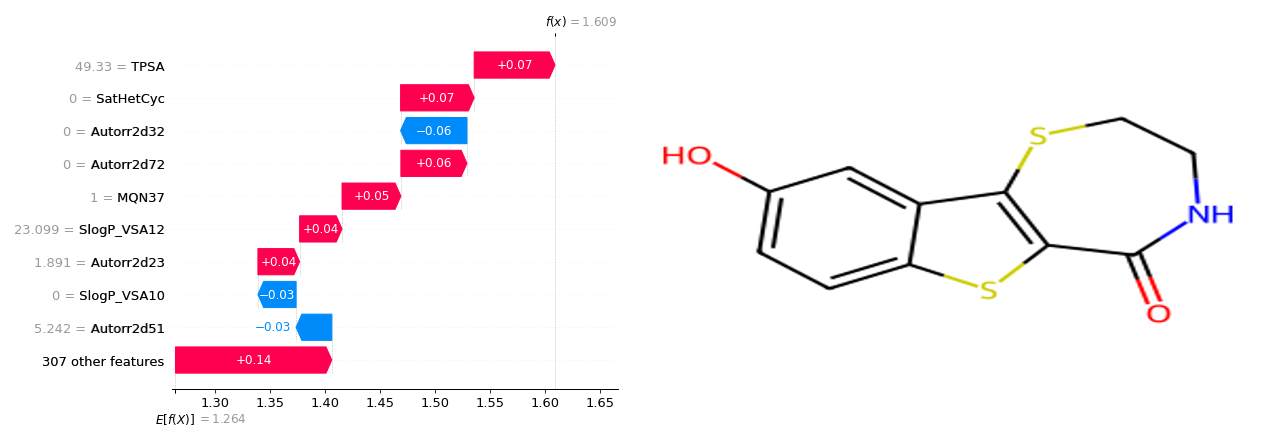 f(x) = 1.609
49.33 = TPSA
+0.07
0 = SatHetCyc
+0.07
0 = Autorr2d32
−0.06
0 = Autorr2d72
+0.06
1 = MQN37
+0.05
23.099 = SlogP_VSA12
+0.04
1.891 = Autorr2d23
+0.04
0 = SlogP_VSA10
−0.03
5.242 = Autorr2d51
−0.03
307 other features
+0.14
1.30 1.35 1.40 1.45 1.50 1.55 1.60 1.65
E[f(X)] = 1.264
S
HO
NH
S
O